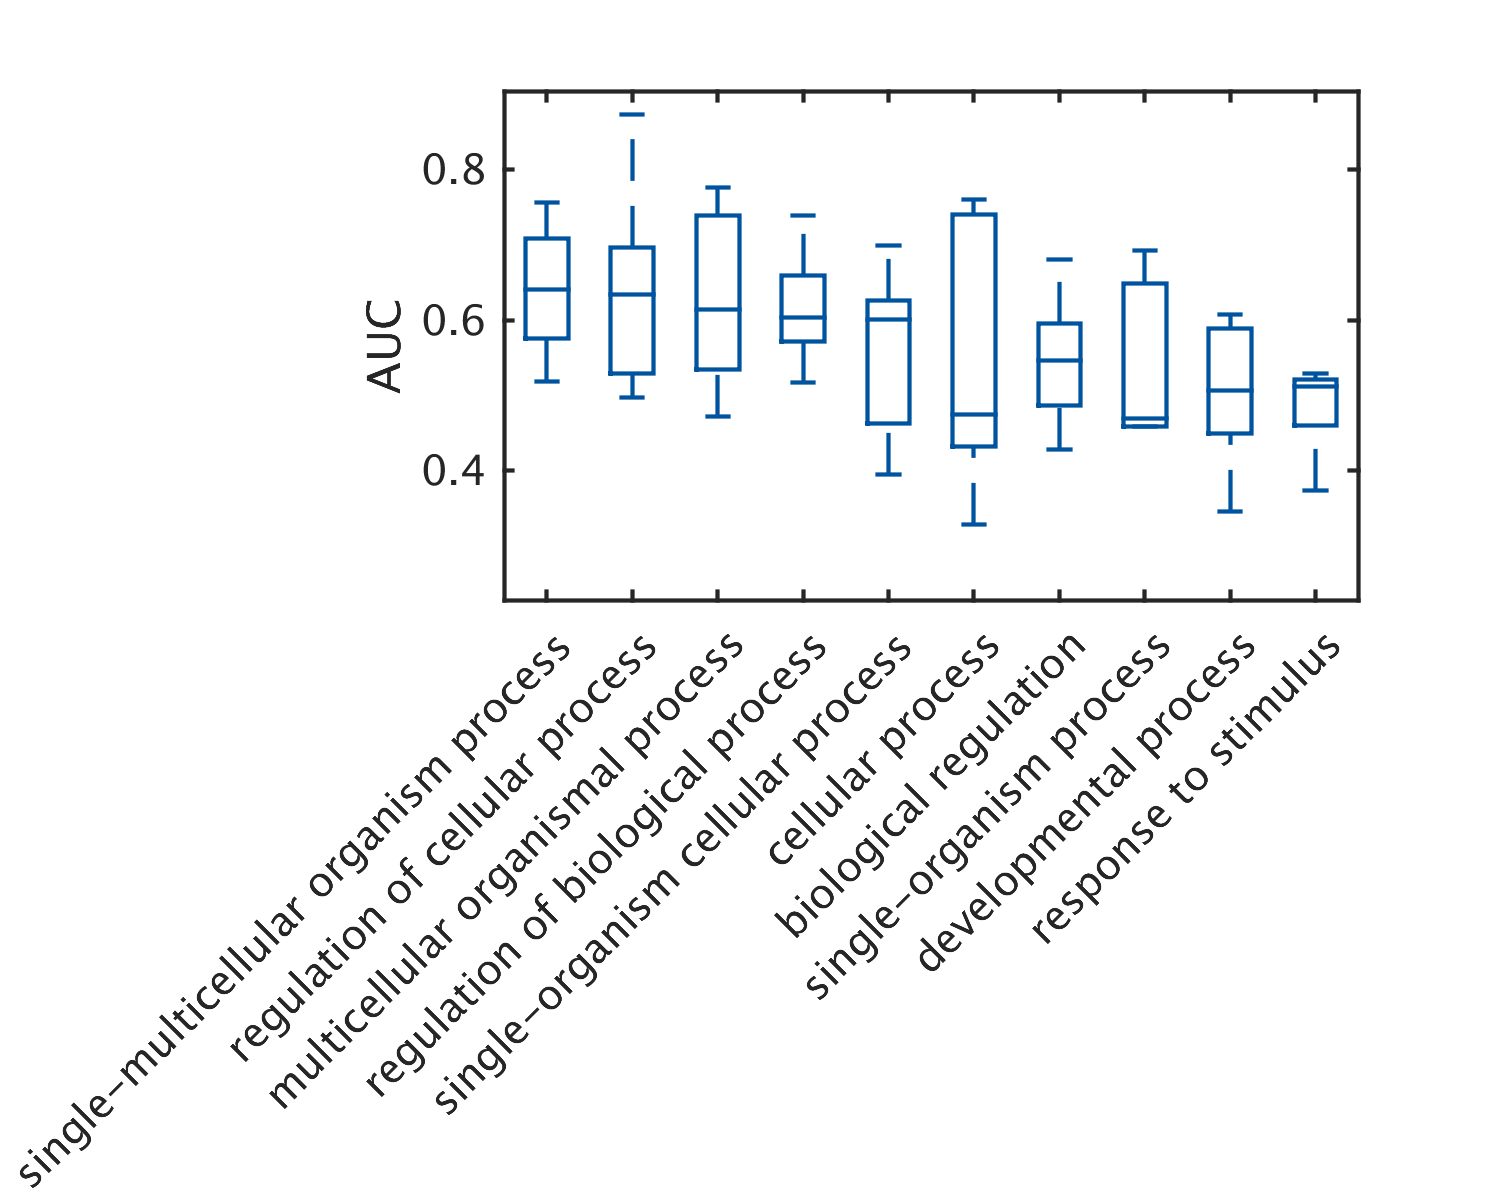 0.8
0.6
0.4
AUC
single–multicellular organism process
regulation of cellular process
multicellular organismal process
regulation of biological process
single–organism cellular process
cellular process
biological regulation
single–organism process
developmental process
response to stimulus